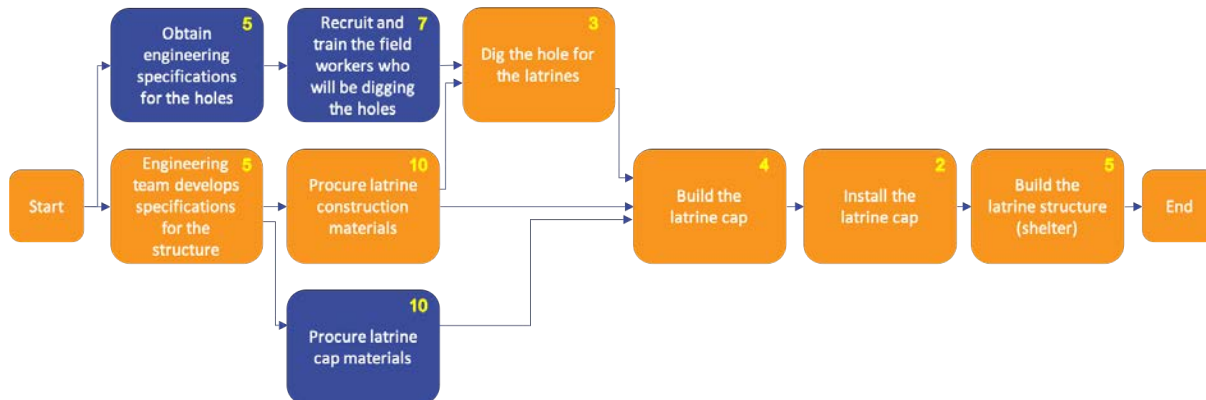 5
Obtain
engineering
specifications
for the holes
7
Recruit and
train the field
workers who
will be digging
the holes
3
Dig the hole for
the latrines
Start
5
Engineering
team develops
specifications
for the
structure
10
Procure latrine
construction
materials
4
Build the
latrine cap
2
Install the
latrine cap
5
Build the
latrine structure
(shelter)
End
10
Procure latrine
cap materials